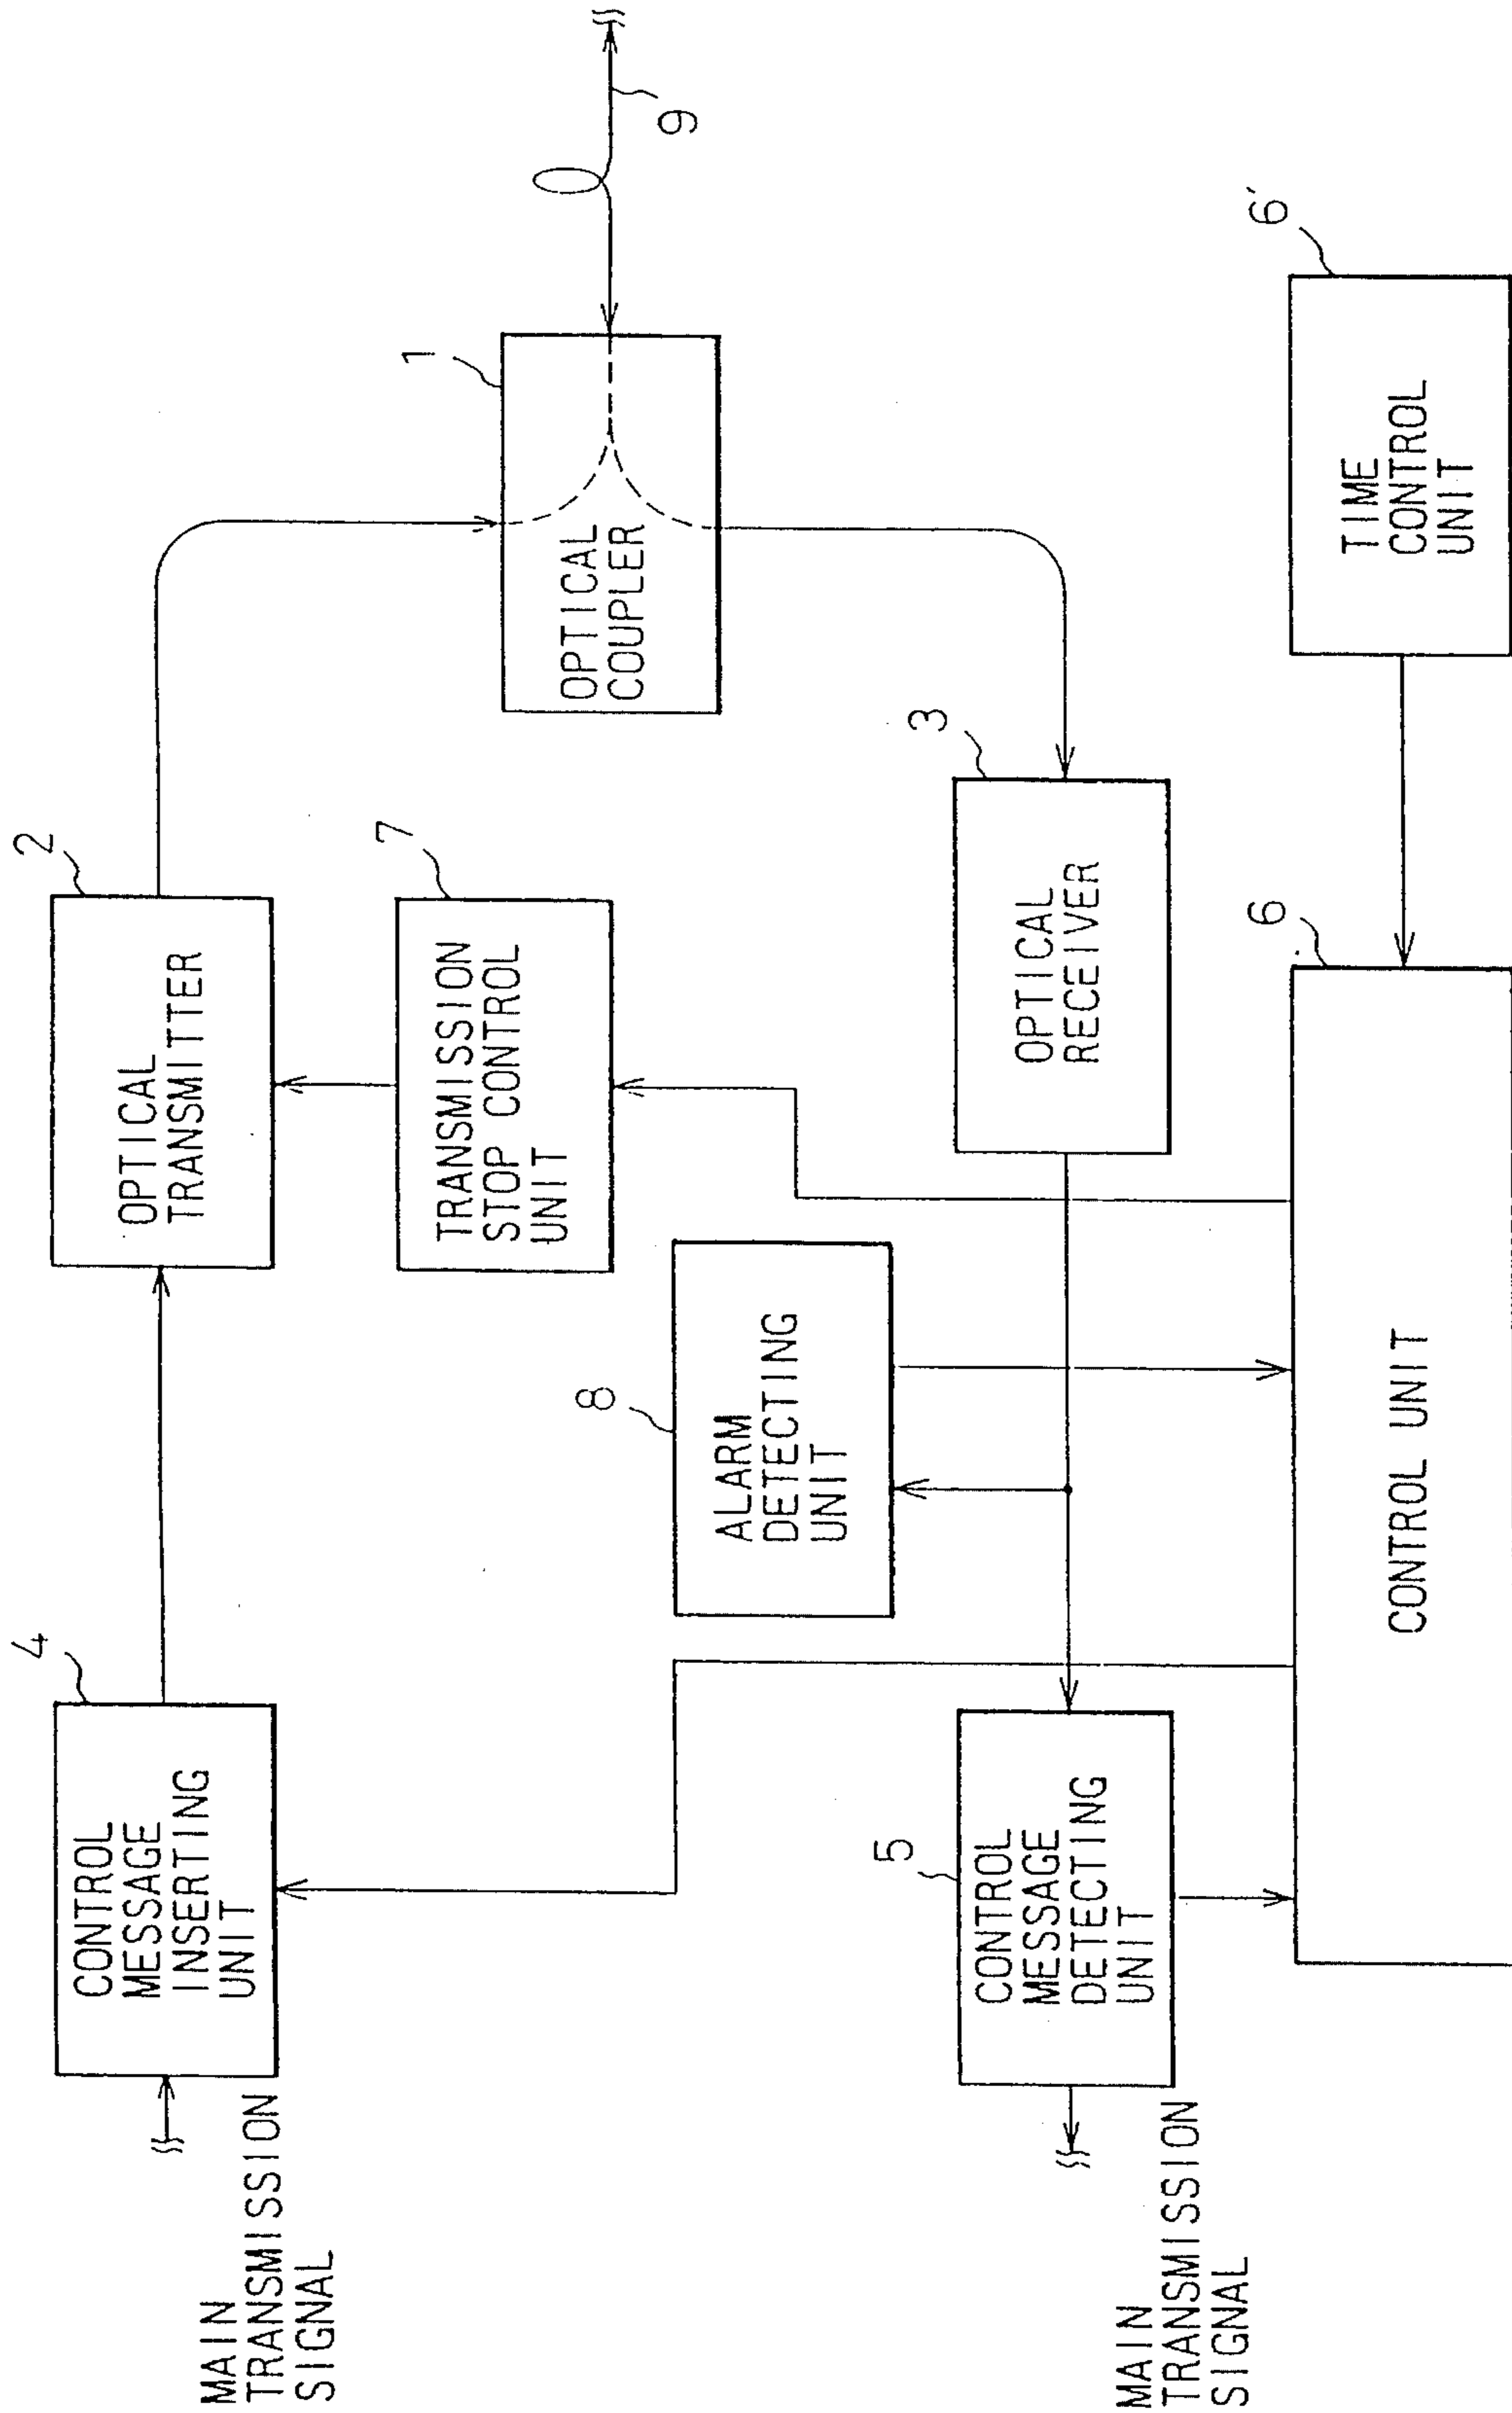 MAIN
TRANSMISSION
SIGNAL
4
CONTROL
MESSAGE
INSERTING
UNIT
2
OPTICAL
TRANSMITTER
7
TRANSMISSION
STOP CONTROL
UNIT
1
OPTICAL
COUPLER
9
8
ALARM
DETECTING
UNIT
3
OPTICAL
RECEIVER
MAIN
TRANSMISSION
SIGNAL
5
CONTROL
MESSAGE
DETECTING
UNIT
6
CONTROL UNIT
6'
TIME
CONTROL
UNIT